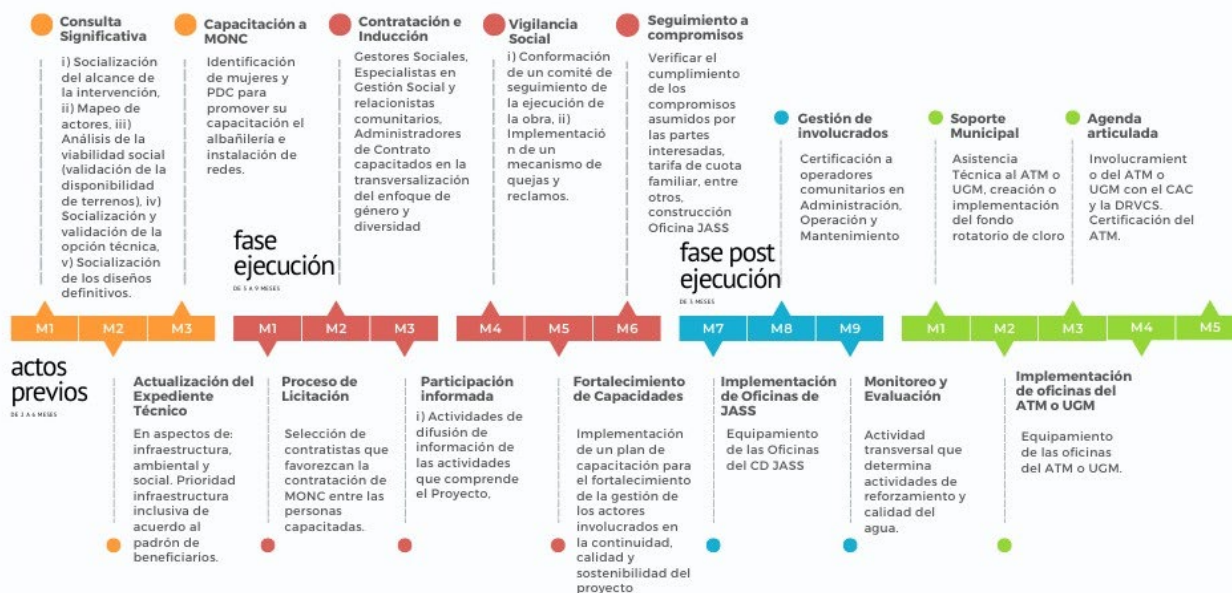 Consulta
Significativa
i) Socialización
del alcance de
la intervención,
ii) Mapeo de
actores, iii)
Análisis de la
viabilidad social
(validación de la
disponibilidad
de terrenos), iv)
Socialización y
validación de la
opción técnica,
v) Socialización
de los diseños
definitivos.
Capacitación a
MONC
Identificación
de mujeres y
PDC para
promover su
capacitación el
albañilería e
instalación de
redes.
Contratación e
Inducción
Gestores Sociales,
Especialistas en
Gestión Social y
relacionistas
comunitarios,
Administradores
de Contrato
capacitados en la
transversalización
del enfoque de
género y
diversidad
Vigilancia
Social
i) Conformación
de un comité de
seguimiento de
la ejecución de
la obra, ii)
Implementació
n de un
mecanismo de
quejas y
reclamos.
Seguimiento a
compromisos
Verificar el
cumplimiento
de los
compromisos
asumidos por
las partes
interesadas,
tarifa de cuota
familiar, entre
otros,
construcción
Oficina JASS
Gestión de
involucrados
Certificación a
operadores
comunitarios en
Administración,
Operación y
Mantenimiento
Soporte
Municipal
Asistencia
Técnica al ATM o
UGM, creación o
implementación
del fondo
rotatorio de cloro
Agenda
articulada
Involucramient
o del ATM o
UGM con el CAC
y la DRVCS.
Certificación del
ATM.
fase
ejecución
DE 5 A 9 MESES
fase post
ejecución
DE 5 MESES
M1 M2 M3 M1 M2 M3 M4 M5 M6 M7 M8 M9 M1 M2 M3 M4 M5
actos
previos
DE 2 A 6 MESES
Actualización del
Expediente
Técnico
En aspectos de:
infraestructura,
ambiental y
social. Prioridad
infraestructura
inclusiva de
acuerdo al
padrón de
beneficiarios.
Proceso de
Licitación
Selección de
contratistas que
favorezcan la
contratación de
MONC entre las
personas
capacitadas.
Participación
informada
i) Actividades de
difusión de
información de
las actividades
que comprende
el Proyecto,
Fortalecimiento
de Capacidades
Implementación
de un plan de
capacitación para
el fortalecimiento
de la gestión de
los actores
involucrados en
la continuidad,
calidad y
sostenibilidad del
proyecto
Implementación
de Oficinas de
JASS
Equipamiento
de las Oficinas
del CD JASS
Monitoreo y
Evaluación
Actividad
transversal que
determina
actividades de
reforzamiento y
calidad del
agua.
Implementación
de oficinas del
ATM o UGM
Equipamiento
de las oficinas
del ATM o UGM.